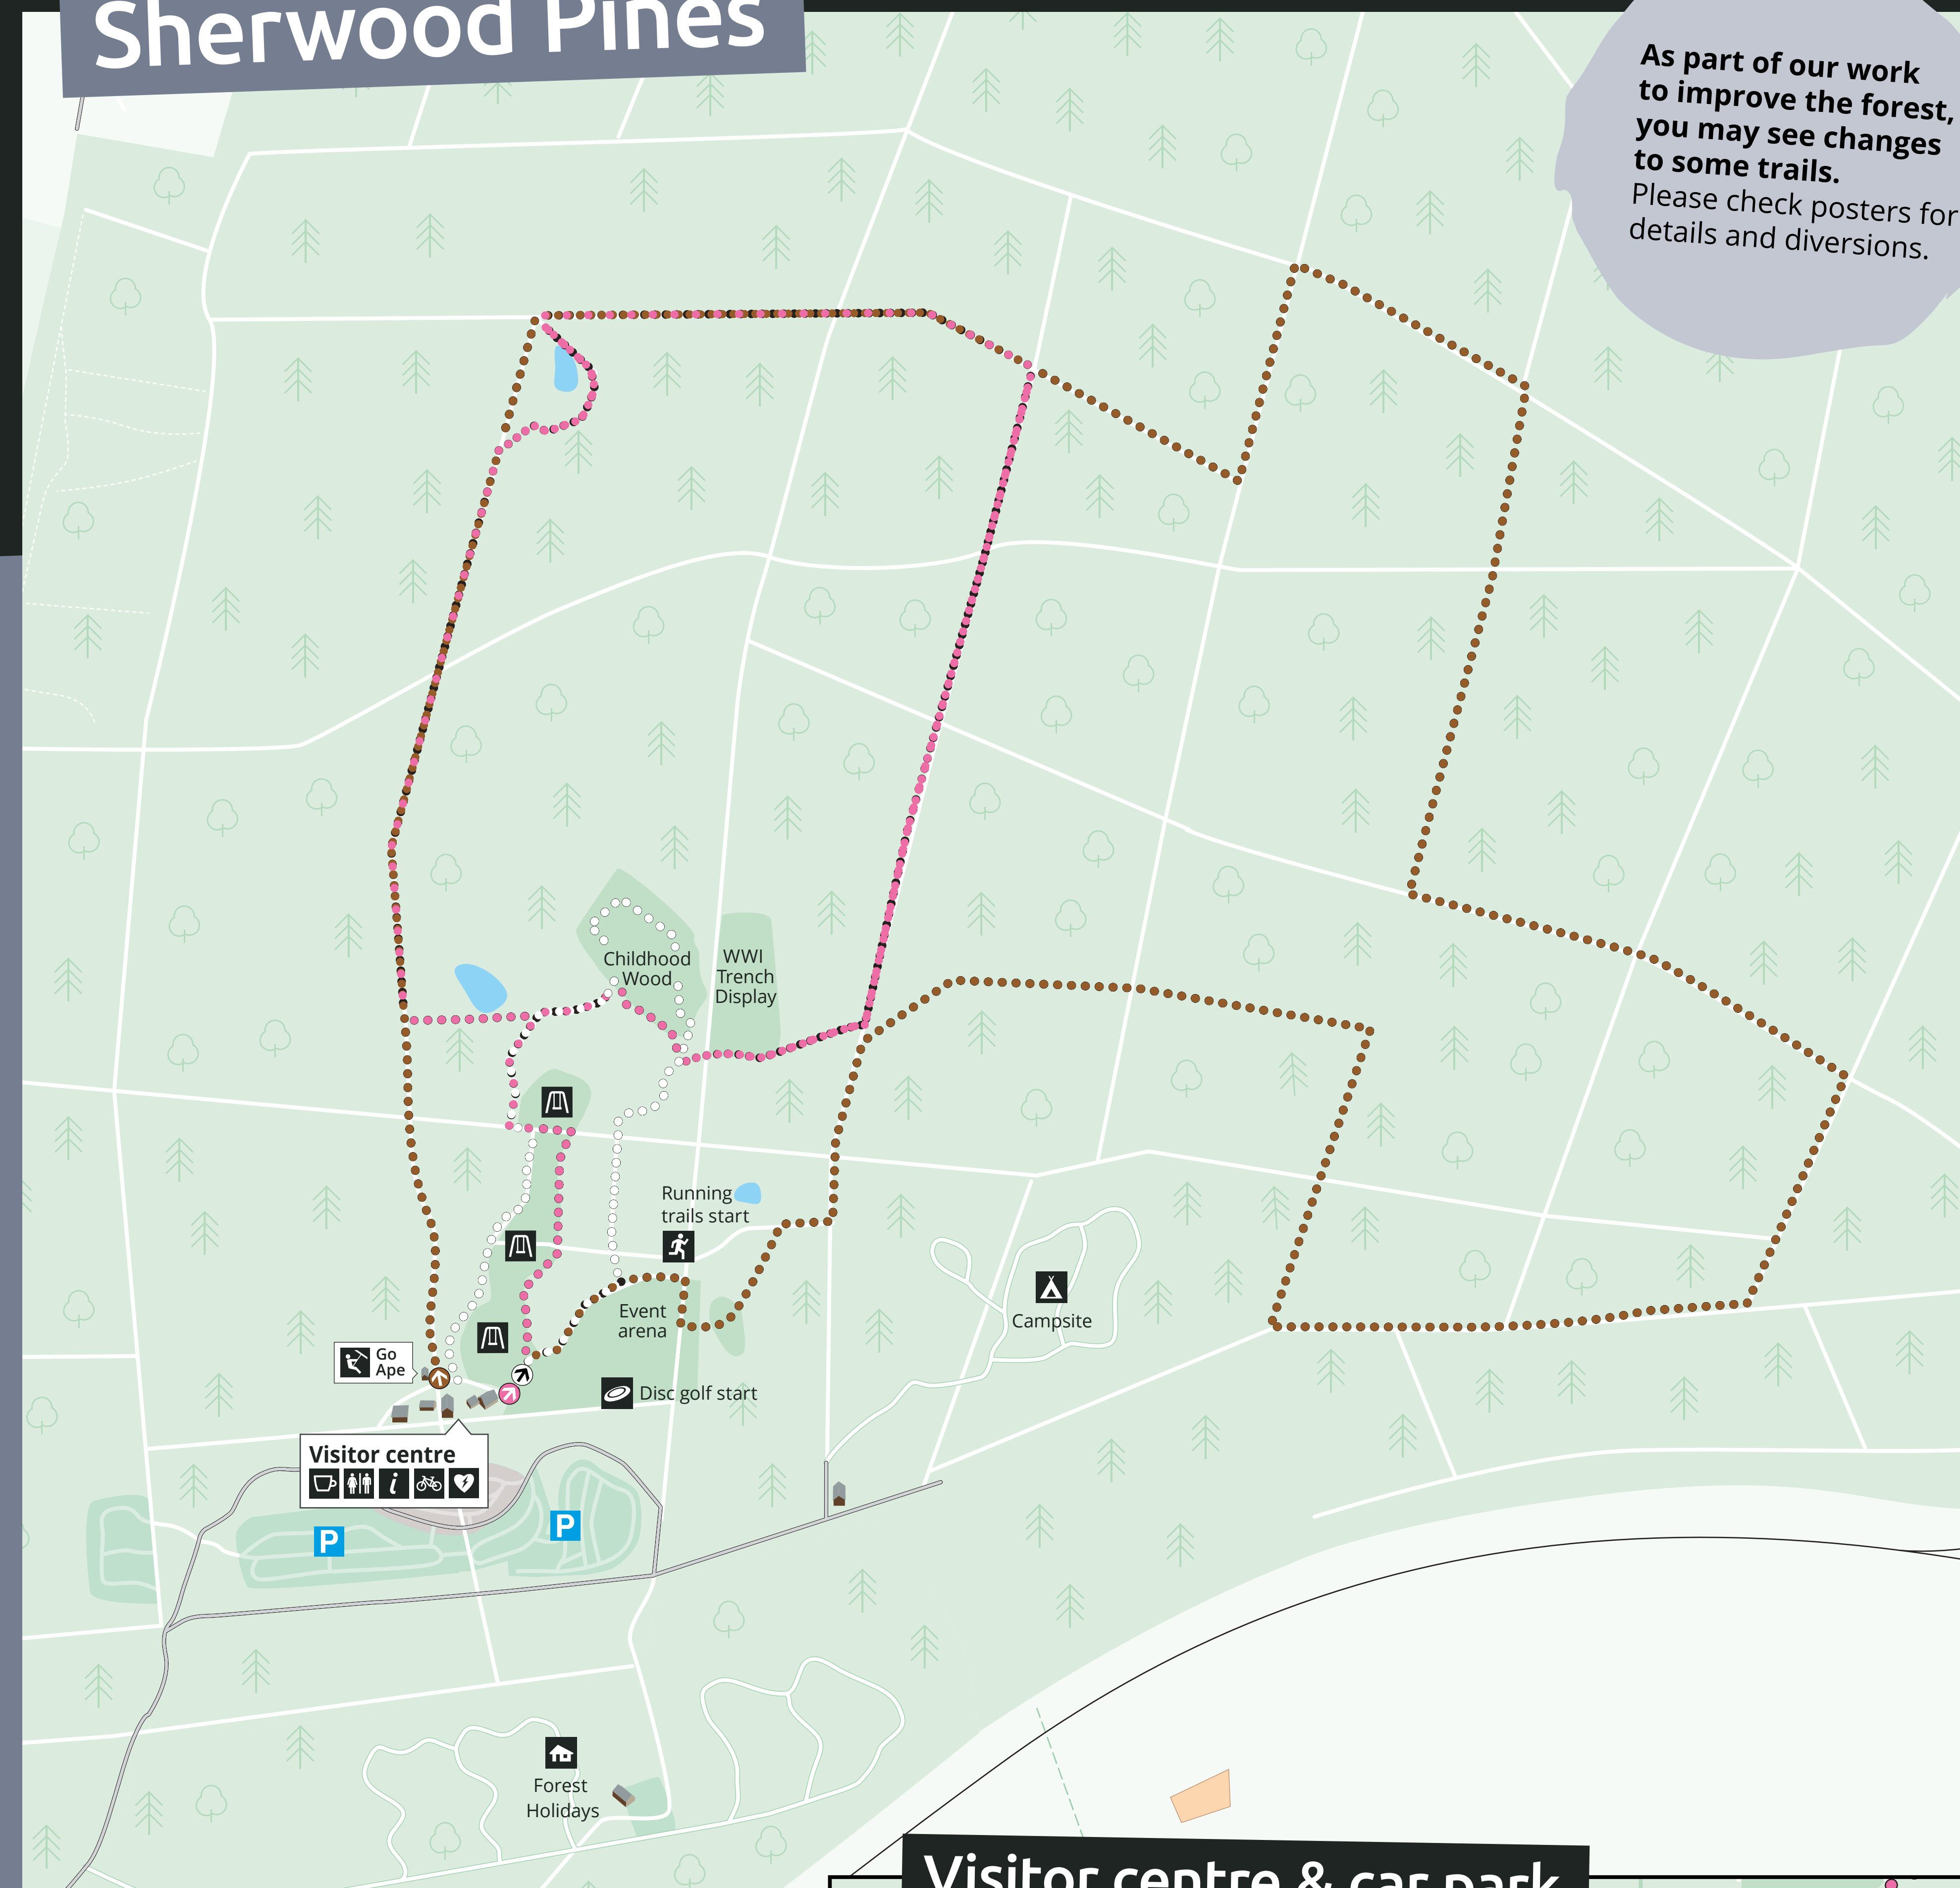 Sherwood Pines
As part of our work
to improve the forest,
you may see changes
to some trails.
Please check posters for
details and diversions.
Childhood
Wood
WWI
Trench
Display
Running
trails start
Event
arena
Campsite
Go
Ape
Disc golf start
Visitor centre
i
P
P
Forest
Holidays
Visitor centre & car park